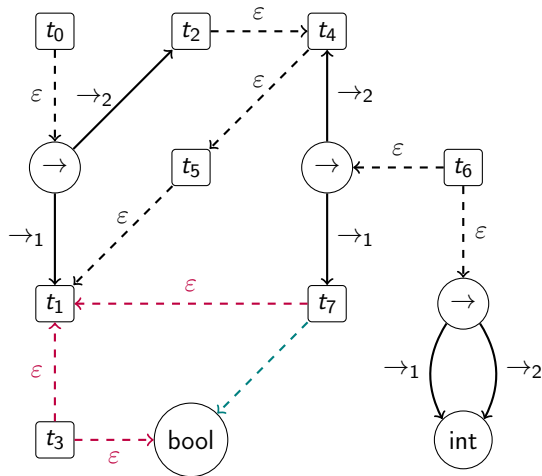 t₀ t₂ ε t₄
ε →₂ →₂
→ t₅ → ε t₆
ε ε
→₁ ε →₁
t₁ ε t₇ →
ε →₁ →₂
t₃ ε bool int